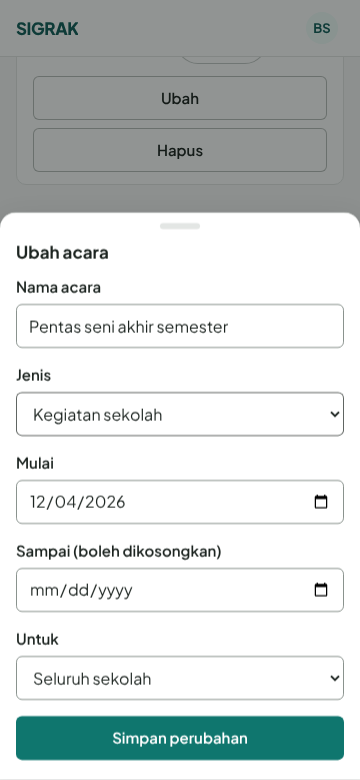 SIGRAK
BS
Ubah
Hapus
Ubah acara
Nama acara
Pentas seni akhir semester
Jenis
Kegiatan sekolah
Mulai
12/04/2026
Sampai (boleh dikosongkan)
mm/dd/yyyy
Untuk
Seluruh sekolah
Simpan perubahan